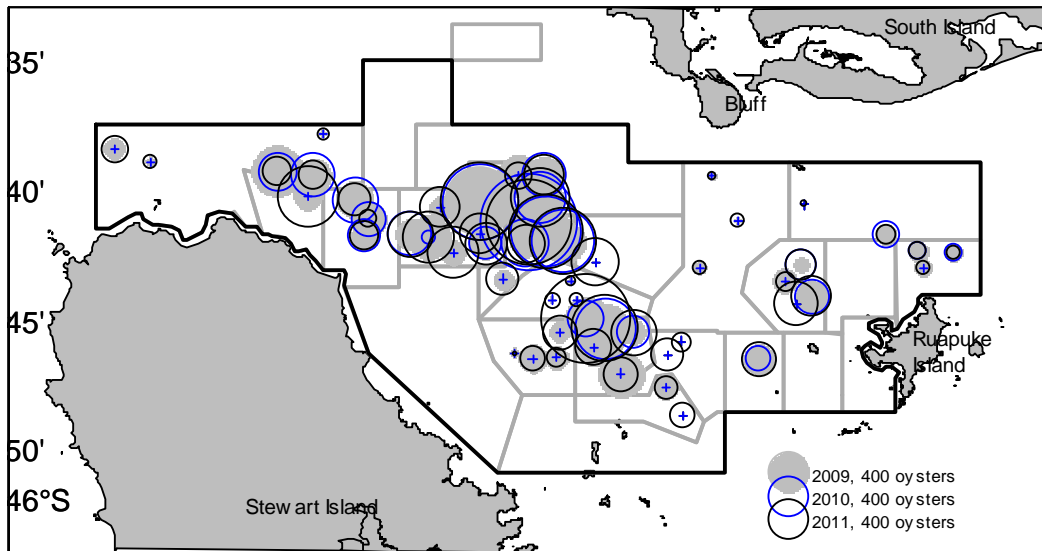 South Island
35'
Bluff
40'
45'
Ruapuke
Island
50'
2009, 400 oysters
2010, 400 oysters
46°S
Stewart Island
2011, 400 oysters